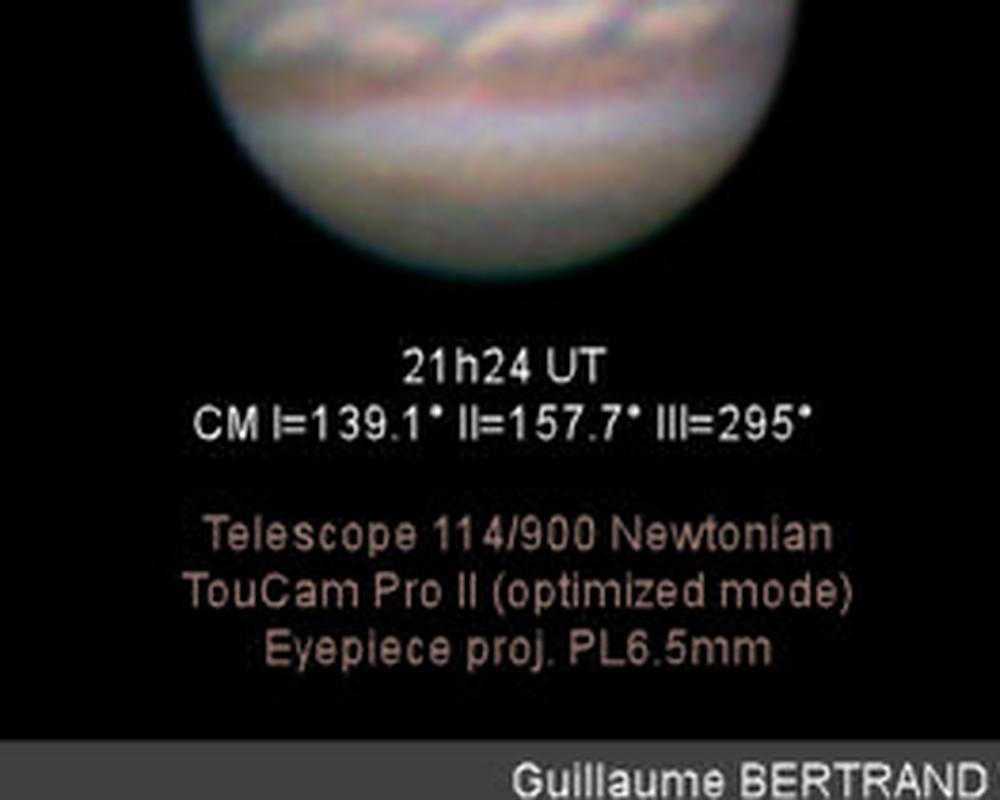 21h24 UT
CM I=139.1° II=157.7° III=295°
Telescope 114/900 Newtonian
TouCam Pro II (optimized mode)
Eyepiece proj. PL6.5mm
Guillaume BERTRAND